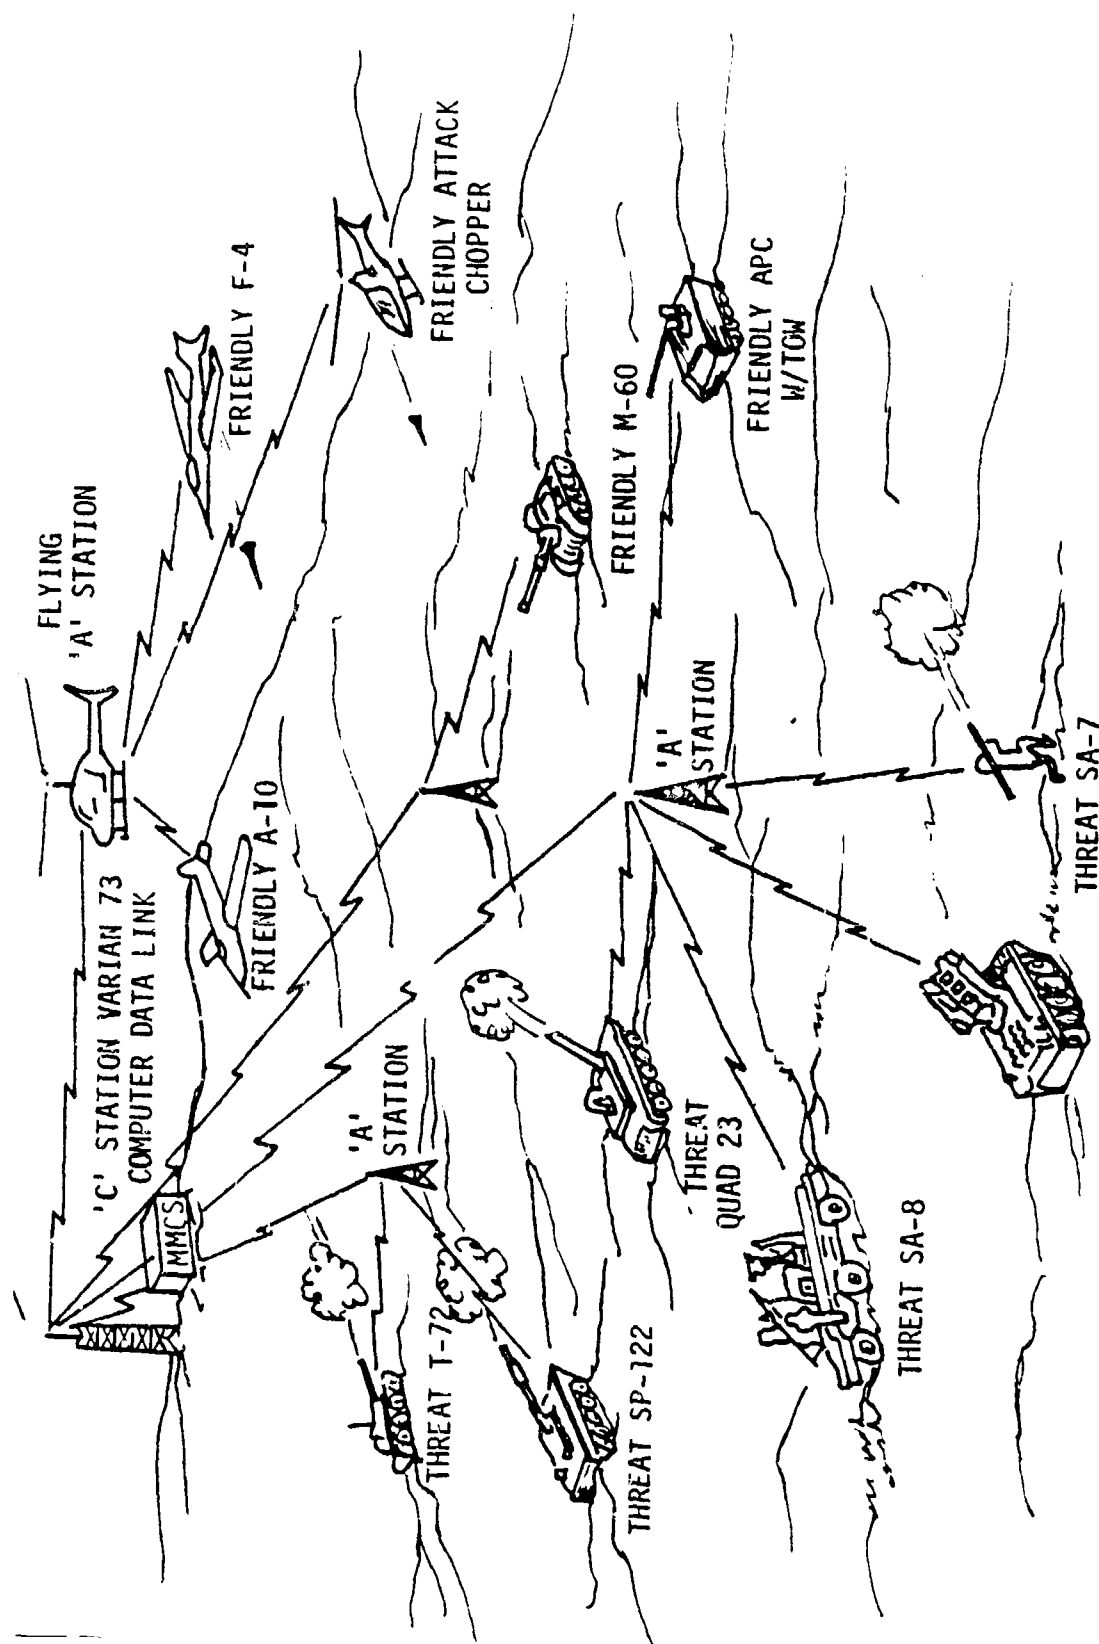 FLYING
'A' STATION
'C' STATION VARIAN 73
COMPUTER DATA LINK
FRIENDLY F-4
FRIENDLY A-10
MMCS
FRIENDLY ATTACK
CHOPPER
'A'
STATION
THREAT T-72
FRIENDLY M-60
THREAT SP-122
'A'
STATION
THREAT
QUAD 23
FRIENDLY APC
W/TOW
THREAT SA-8
THREAT SA-7